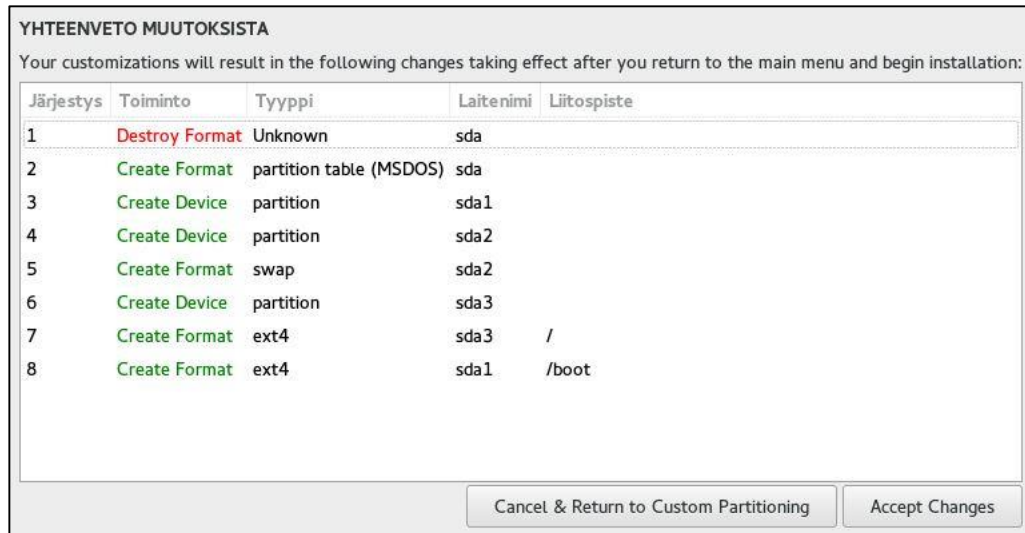 YHTEENVETO MUUTOKSISTA
Your customizations will result in the following changes taking effect after you return to the main menu and begin installation:
Järjestys Toiminto Tyyppi Laitenimi Liitospiste
1 Destroy Format Unknown sda
2 Create Format partition table (MSDOS) sda
3 Create Device partition sda1
4 Create Device partition sda2
5 Create Format swap sda2
6 Create Device partition sda3
7 Create Format ext4 sda3 /
8 Create Format ext4 sda1 /boot
Cancel & Return to Custom Partitioning Accept Changes